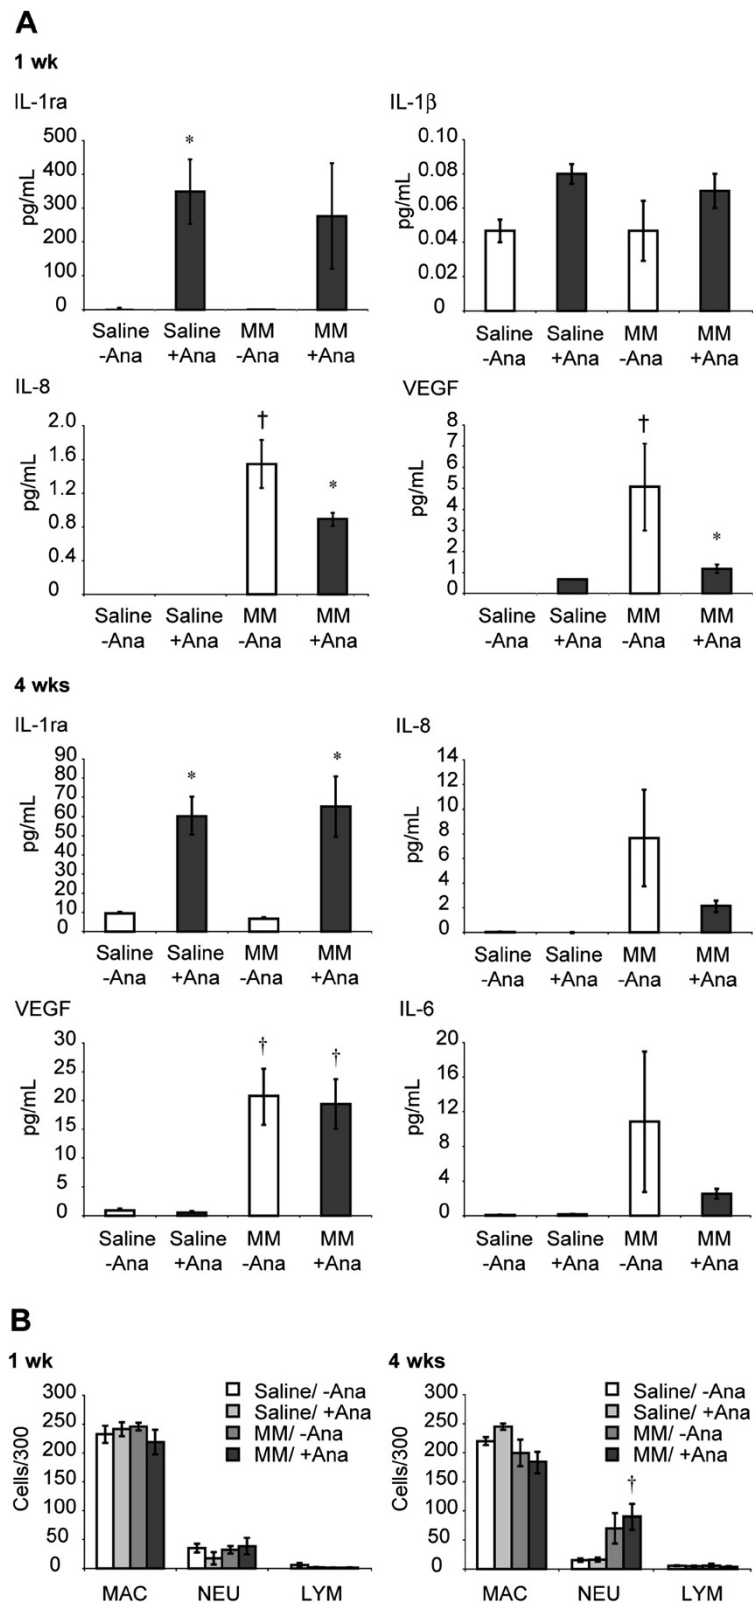 A
1 wk
IL-1ra
500
400
300
200
300
100
0
pg/mL
*
Saline -Ana
Saline +Ana
MM -Ana
MM +Ana
IL-1β
0.10
0.08
0.06
0.04
0.02
0
pg/mL
Saline -Ana
Saline +Ana
MM -Ana
MM +Ana
IL-8
2.0
1.6
1.2
0.8
0.4
0
pg/mL
†
*
Saline -Ana
Saline +Ana
MM -Ana
MM +Ana
VEGF
8
7
6
5
4
3
2
1
0
pg/mL
†
*
Saline -Ana
Saline +Ana
MM -Ana
MM +Ana
4 wks
IL-1ra
90
80
70
60
50
40
30
20
10
0
pg/mL
*
*
Saline -Ana
Saline +Ana
MM -Ana
MM +Ana
IL-8
14
12
10
8
6
4
2
0
pg/mL
Saline -Ana
Saline +Ana
MM -Ana
MM +Ana
VEGF
30
25
20
15
10
5
0
pg/mL
†
†
Saline -Ana
Saline +Ana
MM -Ana
MM +Ana
IL-6
20
16
12
8
4
0
pg/mL
Saline -Ana
Saline +Ana
MM -Ana
MM +Ana
B
1 wk
300
250
200
150
100
50
0
Cells/300
Saline/ -Ana
Saline/ +Ana
MM/ -Ana
MM/ +Ana
MAC
NEU
LYM
4 wks
300
250
200
150
100
50
0
Cells/300
Saline/ -Ana
Saline/ +Ana
MM/ -Ana
MM/ +Ana
†
MAC
NEU
LYM